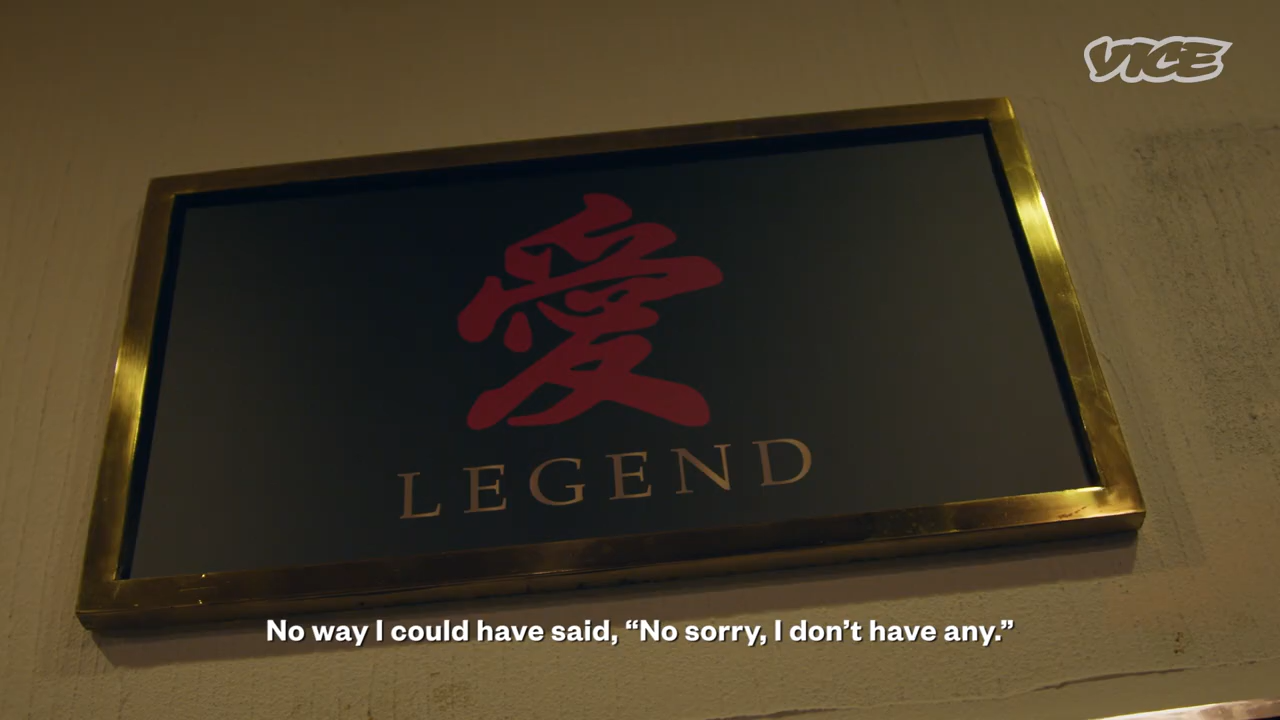 VICE
愛
LEGEND
No way I could have said, “No sorry, I don’t have any.”